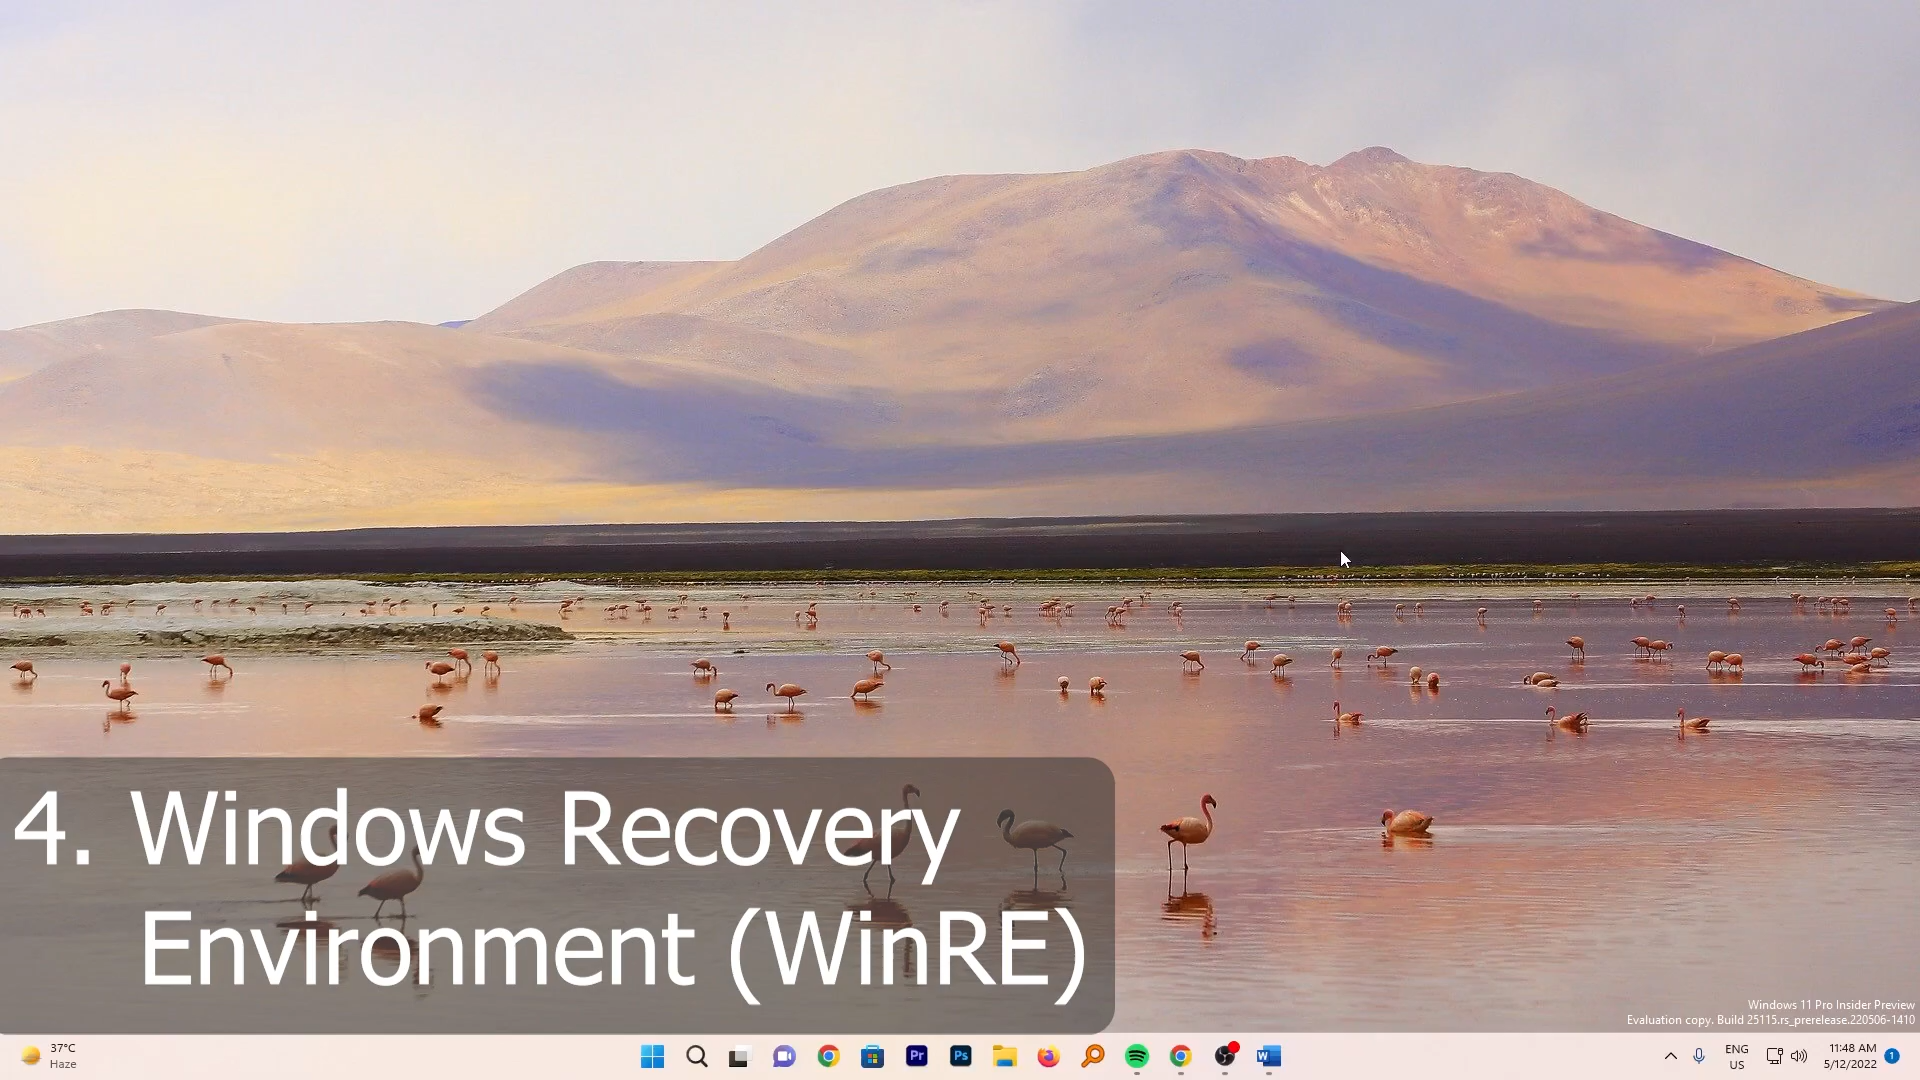 4. Windows Recovery
Environment (WinRE)
Windows 11 Pro Insider Preview
Evaluation copy. Build 25115.rs_prerelease.220506-1410
37°C
Haze
Pr
Ps
W
ENG
US
11:48 AM
5/12/2022
1